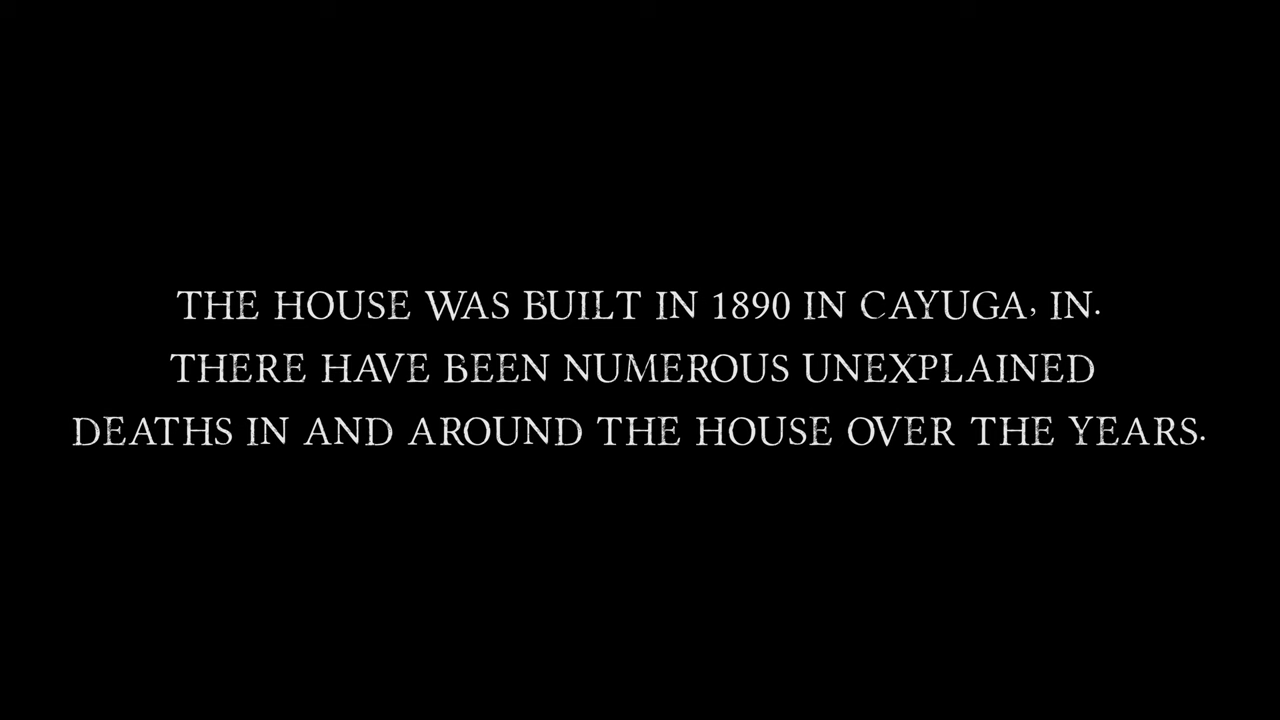 THE HOUSE WAS BUILT IN 1890 IN CAYUGA, IN.
THERE HAVE BEEN NUMEROUS UNEXPLAINED
DEATHS IN AND AROUND THE HOUSE OVER THE YEARS.